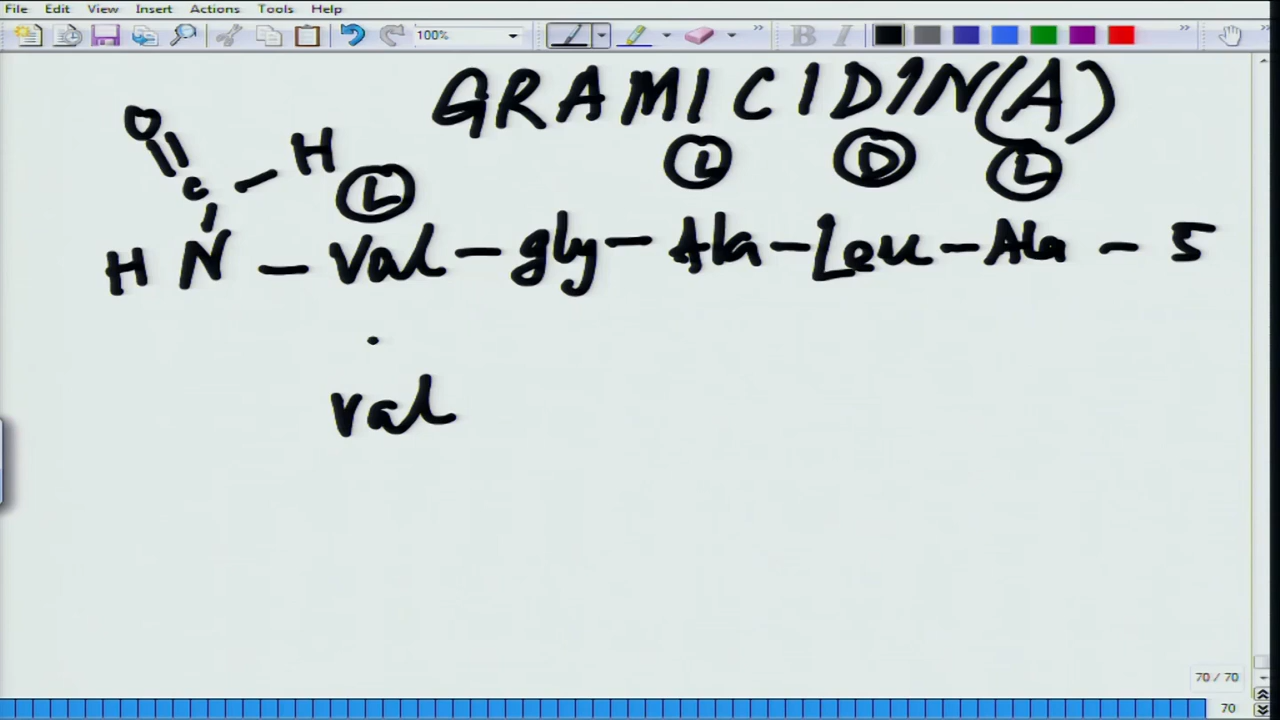 File Edit View Insert Actions Tools Help
100% B I
GRAMICIDIN(A)
O
C H L L D L
H N - Val - gly - Ala - Leu - Ala - 5
val
70 / 70
70